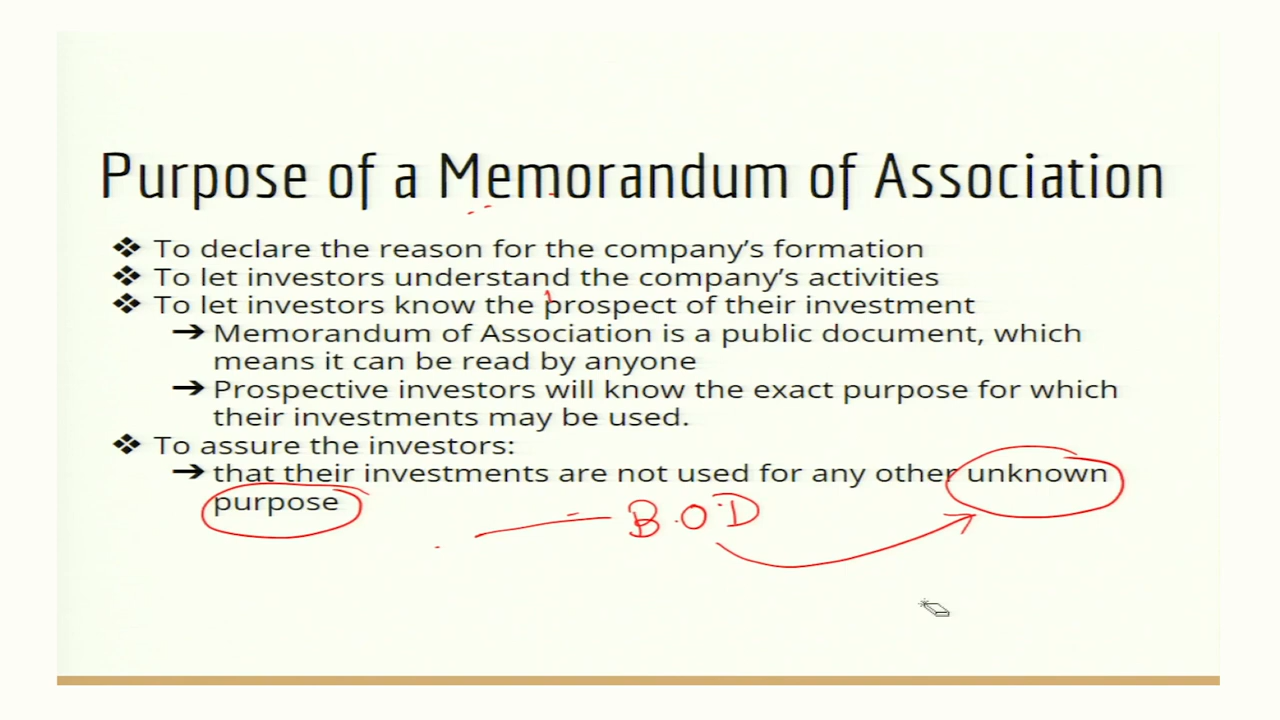 Purpose of a Memorandum of Association
❖ To declare the reason for the company's formation
❖ To let investors understand the company's activities
❖ To let investors know the prospect of their investment
➔ Memorandum of Association is a public document, which
means it can be read by anyone
➔ Prospective investors will know the exact purpose for which
their investments may be used.
❖ To assure the investors:
➔ that their investments are not used for any other unknown
purpose
B.O.D